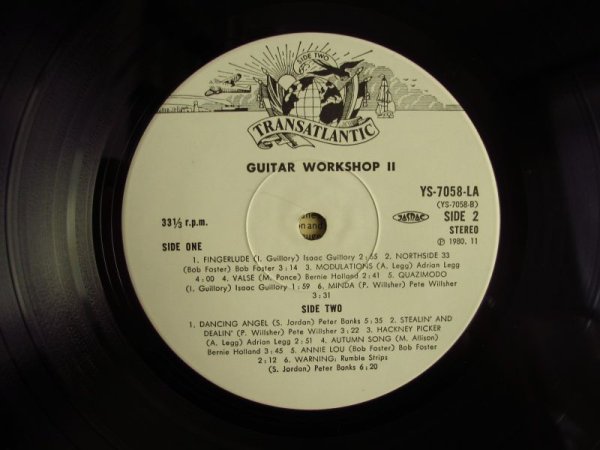 SIDE TWO
TRANSATLANTIC
GUITAR WORKSHOP II
YS-7058-LA
(YS-7058-B)
33 1/3 r.p.m.
JASRAC
SIDE 2
STEREO
SIDE ONE
Ⓟ 1980. 11
1. FINGERLUDE (I. Guillory) Isaac Guillory 2:55 2. NORTHSIDE 33
(Bob Foster) Bob Foster 3:14 3. MODULATIONS (A. Legg) Adrian Legg
4:00 4. VALSE (M. Ponce) Bernie Holland 2:41 5. QUAZIMODO
(I. Guillory) Isaac Guillory 1:59 6. MINDA (P. Willsher) Pete Willsher
3:31
SIDE TWO
1. DANCING ANGEL (S. Jordan) Peter Banks 5:35 2. STEALIN' AND
DEALIN' (P. Willsher) Pete Willsher 3:22 3. HACKNEY PICKER
(A. Legg) Adrian Legg 2:51 4. AUTUMN SONG (M. Allison)
Bernie Holland 3:45 5. ANNIE LOU (Bob Foster) Bob Foster
2:12 6. WARNING: Rumble Strips
(S. Jordan) Peter Banks 6:20